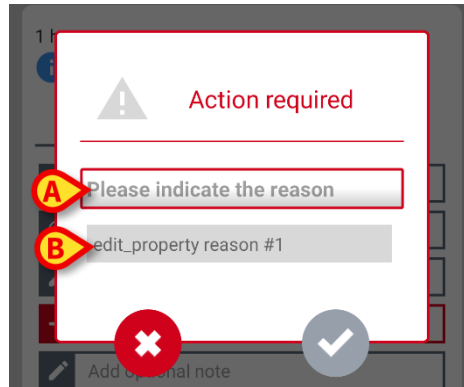 1 h
Action required
A
Please indicate the reason
B
edit_property reason #1
Add optional note